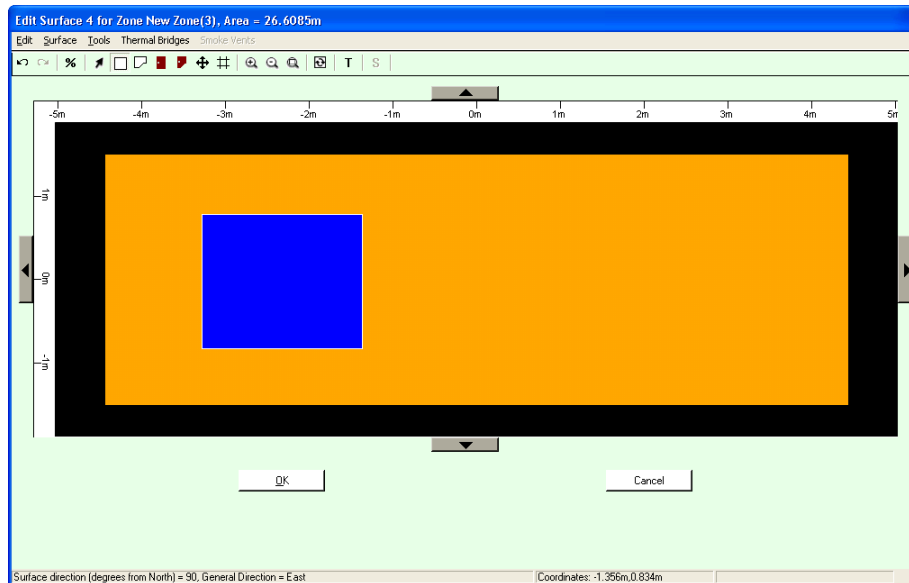 Edit Surface 4 for Zone New Zone(3), Area = 26.6085m
Edit Surface Tools Thermal Bridges Smoke Vents
% T S
-5m -4m -3m -2m -1m 0m 1m 2m 3m 4m 5m
1m
0m
-1m
OK Cancel
Surface direction (degrees from North) = 90, General Direction = East Coordinates: -1.356m,0.834m